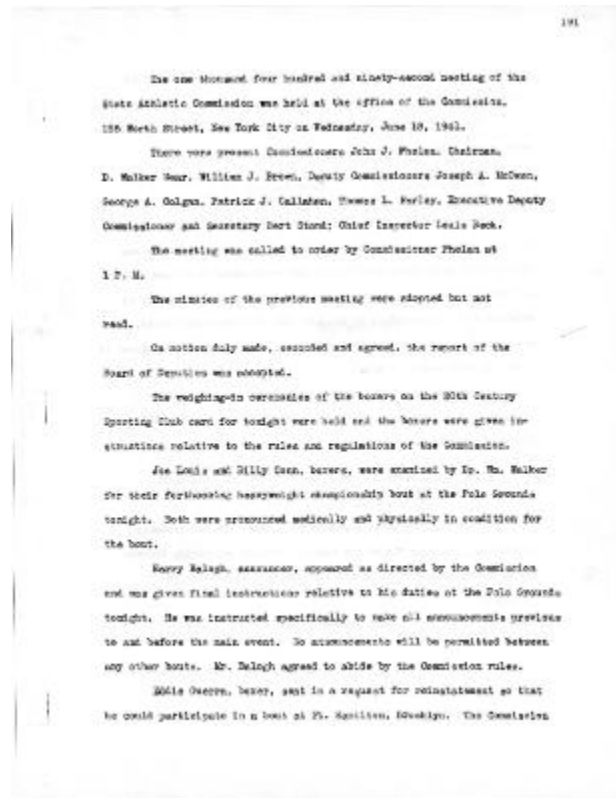 191
The one thousand four hundred and ninety-second meeting of the
State Athletic Commission was held at the office of the Commission,
155 Worth Street, New York City on Wednesday, June 18, 1941.
There were present Commissioners John J. Phelan, Chairman,
D. Walker Wear, William J. Brown, Deputy Commissioners Joseph A. McOwen,
George A. Colgan, Patrick J. Callahan, Thomas L. Farley, Executive Deputy
Commissioner and Secretary Bert Stand; Chief Inspector Louis Beck.
The meeting was called to order by Commissioner Phelan at
1 P. M.
The minutes of the previous meeting were adopted but not
read.
On motion duly made, seconded and agreed, the report of the
Board of Deputies was accepted.
The weighing-in ceremonies of the boxers on the 20th Century
Sporting Club card for tonight were held and the boxers were given in-
structions relative to the rules and regulations of the Commission.
Joe Louis and Billy Conn, boxers, were examined by Dr. Wm. Walker
for their forthcoming heavyweight championship bout at the Polo Grounds
tonight. Both were pronounced medically and physically in condition for
the bout.
Harry Balogh, announcer, appeared as directed by the Commission
and was given final instructions relative to his duties at the Polo Grounds
tonight. He was instructed specifically to make all announcements previous
to and before the main event. No announcements will be permitted between
any other bouts. Mr. Balogh agreed to abide by the Commission rules.
Eddie Guerra, boxer, sent in a request for reinstatement so that
he could participate in a bout at Ft. Hamilton, Brooklyn. The Commission